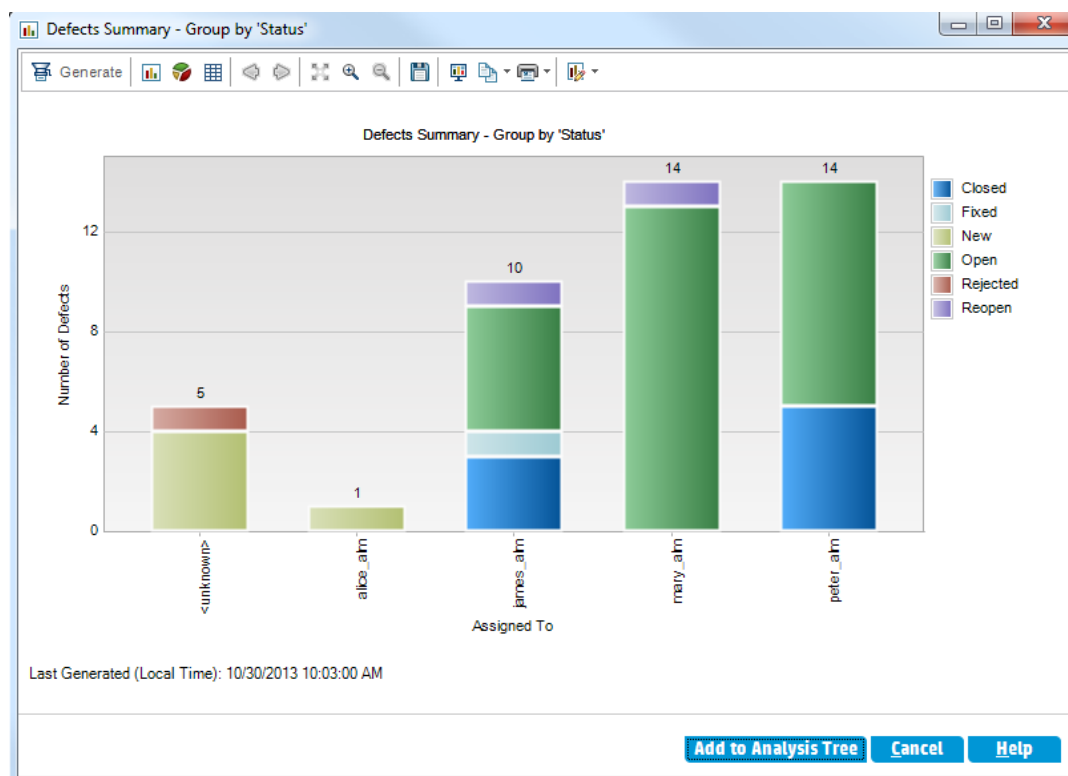 Defects Summary - Group by 'Status'
Generate
Defects Summary - Group by 'Status'
14
14
Closed
Fixed
New
Open
Rejected
Reopen
12
10
Number of Defects
8
5
4
1
0
<unknown>
alice_alm
james_alm
mary_alm
peter_alm
Assigned To
Last Generated (Local Time): 10/30/2013 10:03:00 AM
Add to Analysis Tree
Cancel
Help